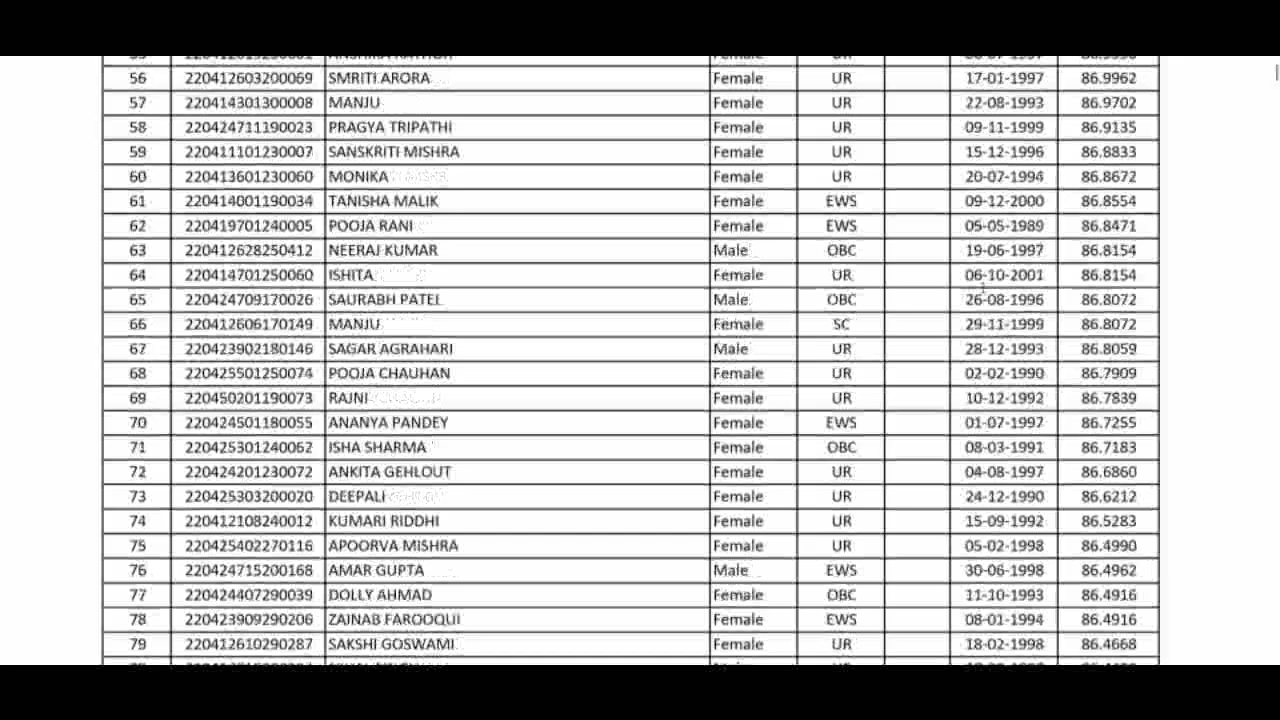 56 220412603200069 SMRITI ARORA Female UR 17-01-1997 86.9962
57 220414301300008 MANJU Female UR 22-08-1993 86.9702
58 220424711190023 PRAGYA TRIPATHI Female UR 09-11-1999 86.9135
59 220411101230007 SANSKRITI MISHRA Female UR 15-12-1996 86.8833
60 220413601230060 MONIKA Female UR 20-07-1994 86.8672
61 220414001190034 TANISHA MALIK Female EWS 09-12-2000 86.8554
62 220419701240005 POOJA RANI Female EWS 05-05-1989 86.8471
63 220412628250412 NEERAJ KUMAR Male OBC 19-06-1997 86.8154
64 220414701250060 ISHITA Female UR 06-10-2001 86.8154
65 220424709170026 SAURABH PATEL Male OBC 26-08-1996 86.8072
66 220412606170149 MANJU Female SC 29-11-1999 86.8072
67 220423902180146 SAGAR AGRAHARI Male UR 28-12-1993 86.8059
68 220425501250074 POOJA CHAUHAN Female UR 02-02-1990 86.7909
69 220450201190073 RAJNI Female UR 10-12-1992 86.7839
70 220424501180055 ANANYA PANDEY Female EWS 01-07-1997 86.7255
71 220425301240062 ISHA SHARMA Female OBC 08-03-1991 86.7183
72 220424201230072 ANKITA GEHLOUT Female UR 04-08-1997 86.6860
73 220425303200020 DEEPALI Female UR 24-12-1990 86.6212
74 220412108240012 KUMARI RIDDHI Female UR 15-09-1992 86.5283
75 220425402270116 APOORVA MISHRA Female UR 05-02-1998 86.4990
76 220424715200168 AMAR GUPTA Male EWS 30-06-1998 86.4962
77 220424407290039 DOLLY AHMAD Female OBC 11-10-1993 86.4916
78 220423909290206 ZAINAB FAROOQUI Female EWS 08-01-1994 86.4916
79 220412610290287 SAKSHI GOSWAMI Female UR 18-02-1998 86.4668